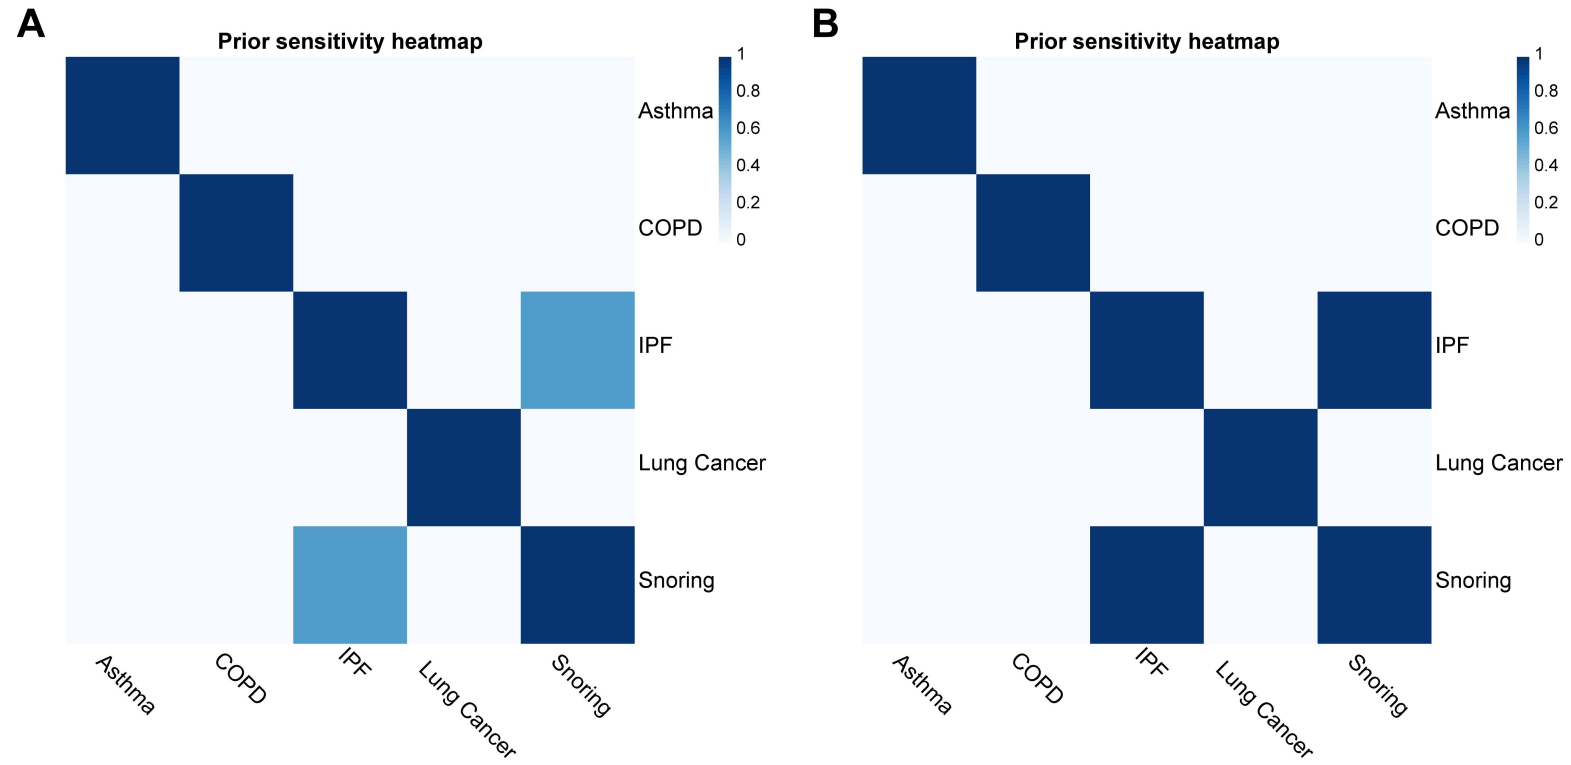 A
Prior sensitivity heatmap
1
0.8
0.6
0.4
0.2
0
Asthma
COPD
IPF
Lung Cancer
Snoring
Asthma
COPD
IPF
Lung Cancer
Snoring
B
Prior sensitivity heatmap
1
0.8
0.6
0.4
0.2
0
Asthma
COPD
IPF
Lung Cancer
Snoring
Asthma
COPD
IPF
Lung Cancer
Snoring